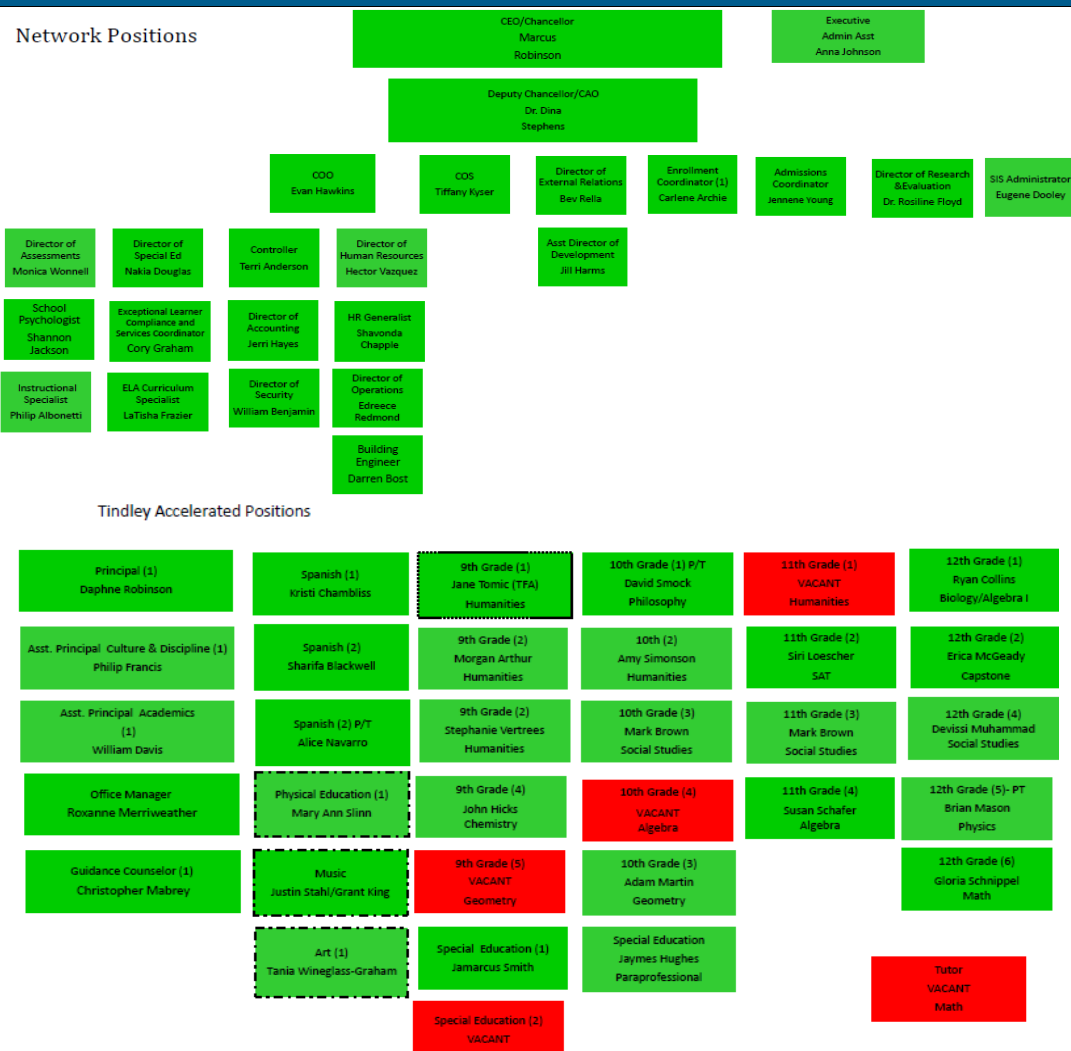 Network Positions
CEO/Chancellor
Marcus
Robinson
Executive
Admin Asst
Anna Johnson
Deputy Chancellor/CAO
Dr. Dina
Stephens
COO
Evan Hawkins
COS
Tiffany Kyser
Director of
External Relations
Bev Rella
Enrollment
Coordinator (1)
Carlene Archie
Admissions
Coordinator
Jennene Young
Director of Research
&Evaluation
Dr. Rosiline Floyd
SIS Administrator
Eugene Dooley
Director of
Assessments
Monica Wonnell
Director of
Special Ed
Nakia Douglas
Controller
Terri Anderson
Director of
Human Resources
Hector Vazquez
Asst Director of
Development
Jill Harms
School
Psychologist
Shannon
Jackson
Exceptional Learner
Compliance and
Services Coordinator
Cory Graham
Director of
Accounting
Jerri Hayes
HR Generalist
Shavonda
Chapple
Instructional
Specialist
Philip Albonetti
ELA Curriculum
Specialist
LaTisha Frazier
Director of
Security
William Benjamin
Director of
Operations
Edreece
Redmond
Building
Engineer
Darren Bost
Tindley Accelerated Positions
Principal (1)
Daphne Robinson
Spanish (1)
Kristi Chambliss
9th Grade (1)
Jane Tomic (TFA)
Humanities
10th Grade (1) P/T
David Smock
Philosophy
11th Grade (1)
VACANT
Humanities
12th Grade (1)
Ryan Collins
Biology/Algebra I
Asst. Principal Culture & Discipline (1)
Philip Francis
Spanish (2)
Sharifa Blackwell
9th Grade (2)
Morgan Arthur
Humanities
10th (2)
Amy Simonson
Humanities
11th Grade (2)
Siri Loescher
SAT
12th Grade (2)
Erica McGeady
Capstone
Asst. Principal Academics
(1)
William Davis
Spanish (2) P/T
Alice Navarro
9th Grade (2)
Stephanie Vertrees
Humanities
10th Grade (3)
Mark Brown
Social Studies
11th Grade (3)
Mark Brown
Social Studies
12th Grade (4)
Devissi Muhammad
Social Studies
Office Manager
Roxanne Merriweather
Physical Education (1)
Mary Ann Slinn
9th Grade (4)
John Hicks
Chemistry
10th Grade (4)
VACANT
Algebra
11th Grade (4)
Susan Schafer
Algebra
12th Grade (5)- PT
Brian Mason
Physics
Guidance Counselor (1)
Christopher Mabrey
Music
Justin Stahl/Grant King
9th Grade (5)
VACANT
Geometry
10th Grade (3)
Adam Martin
Geometry
12th Grade (6)
Gloria Schnippel
Math
Art (1)
Tania Wineglass-Graham
Special Education (1)
Jamarcus Smith
Special Education
Jaymes Hughes
Paraprofessional
Tutor
VACANT
Math
Special Education (2)
VACANT